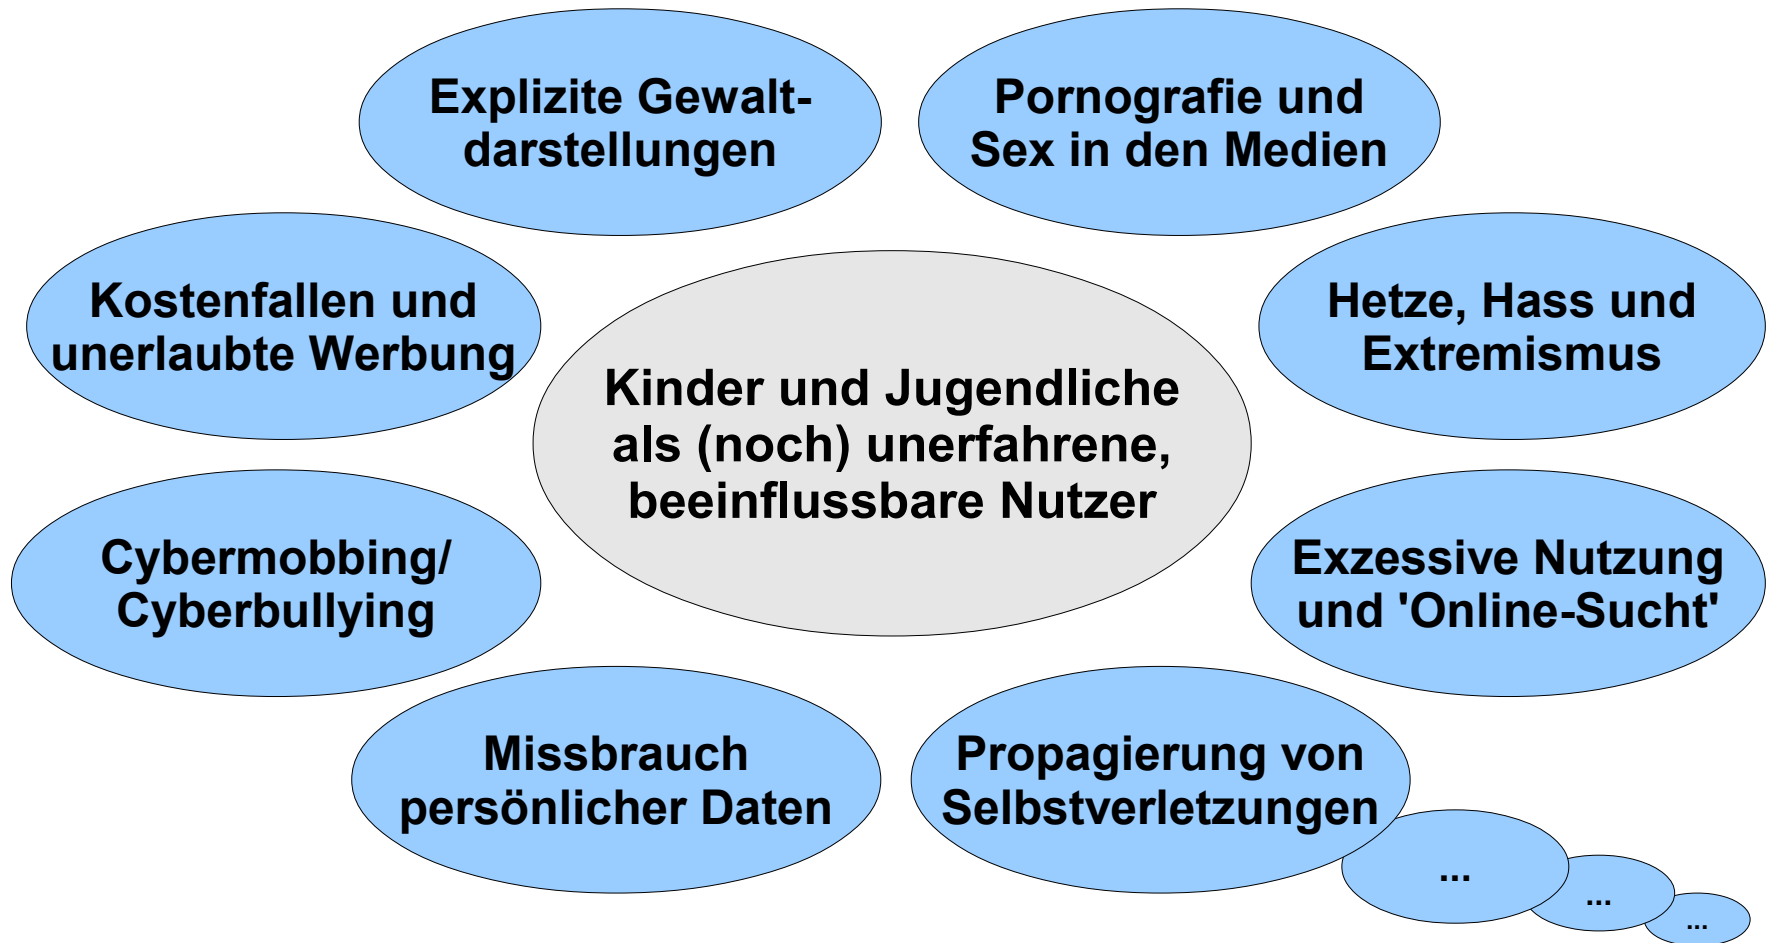 Explizite Gewalt-
darstellungen
Pornografie und
Sex in den Medien
Kostenfallen und
unerlaubte Werbung
Hetze, Hass und
Extremismus
Kinder und Jugendliche
als (noch) unerfahrene,
beeinflussbare Nutzer
Cybermobbing/
Cyberbullying
Exzessive Nutzung
und 'Online-Sucht'
Missbrauch
persönlicher Daten
Propagierung von
Selbstverletzungen
...
...
...